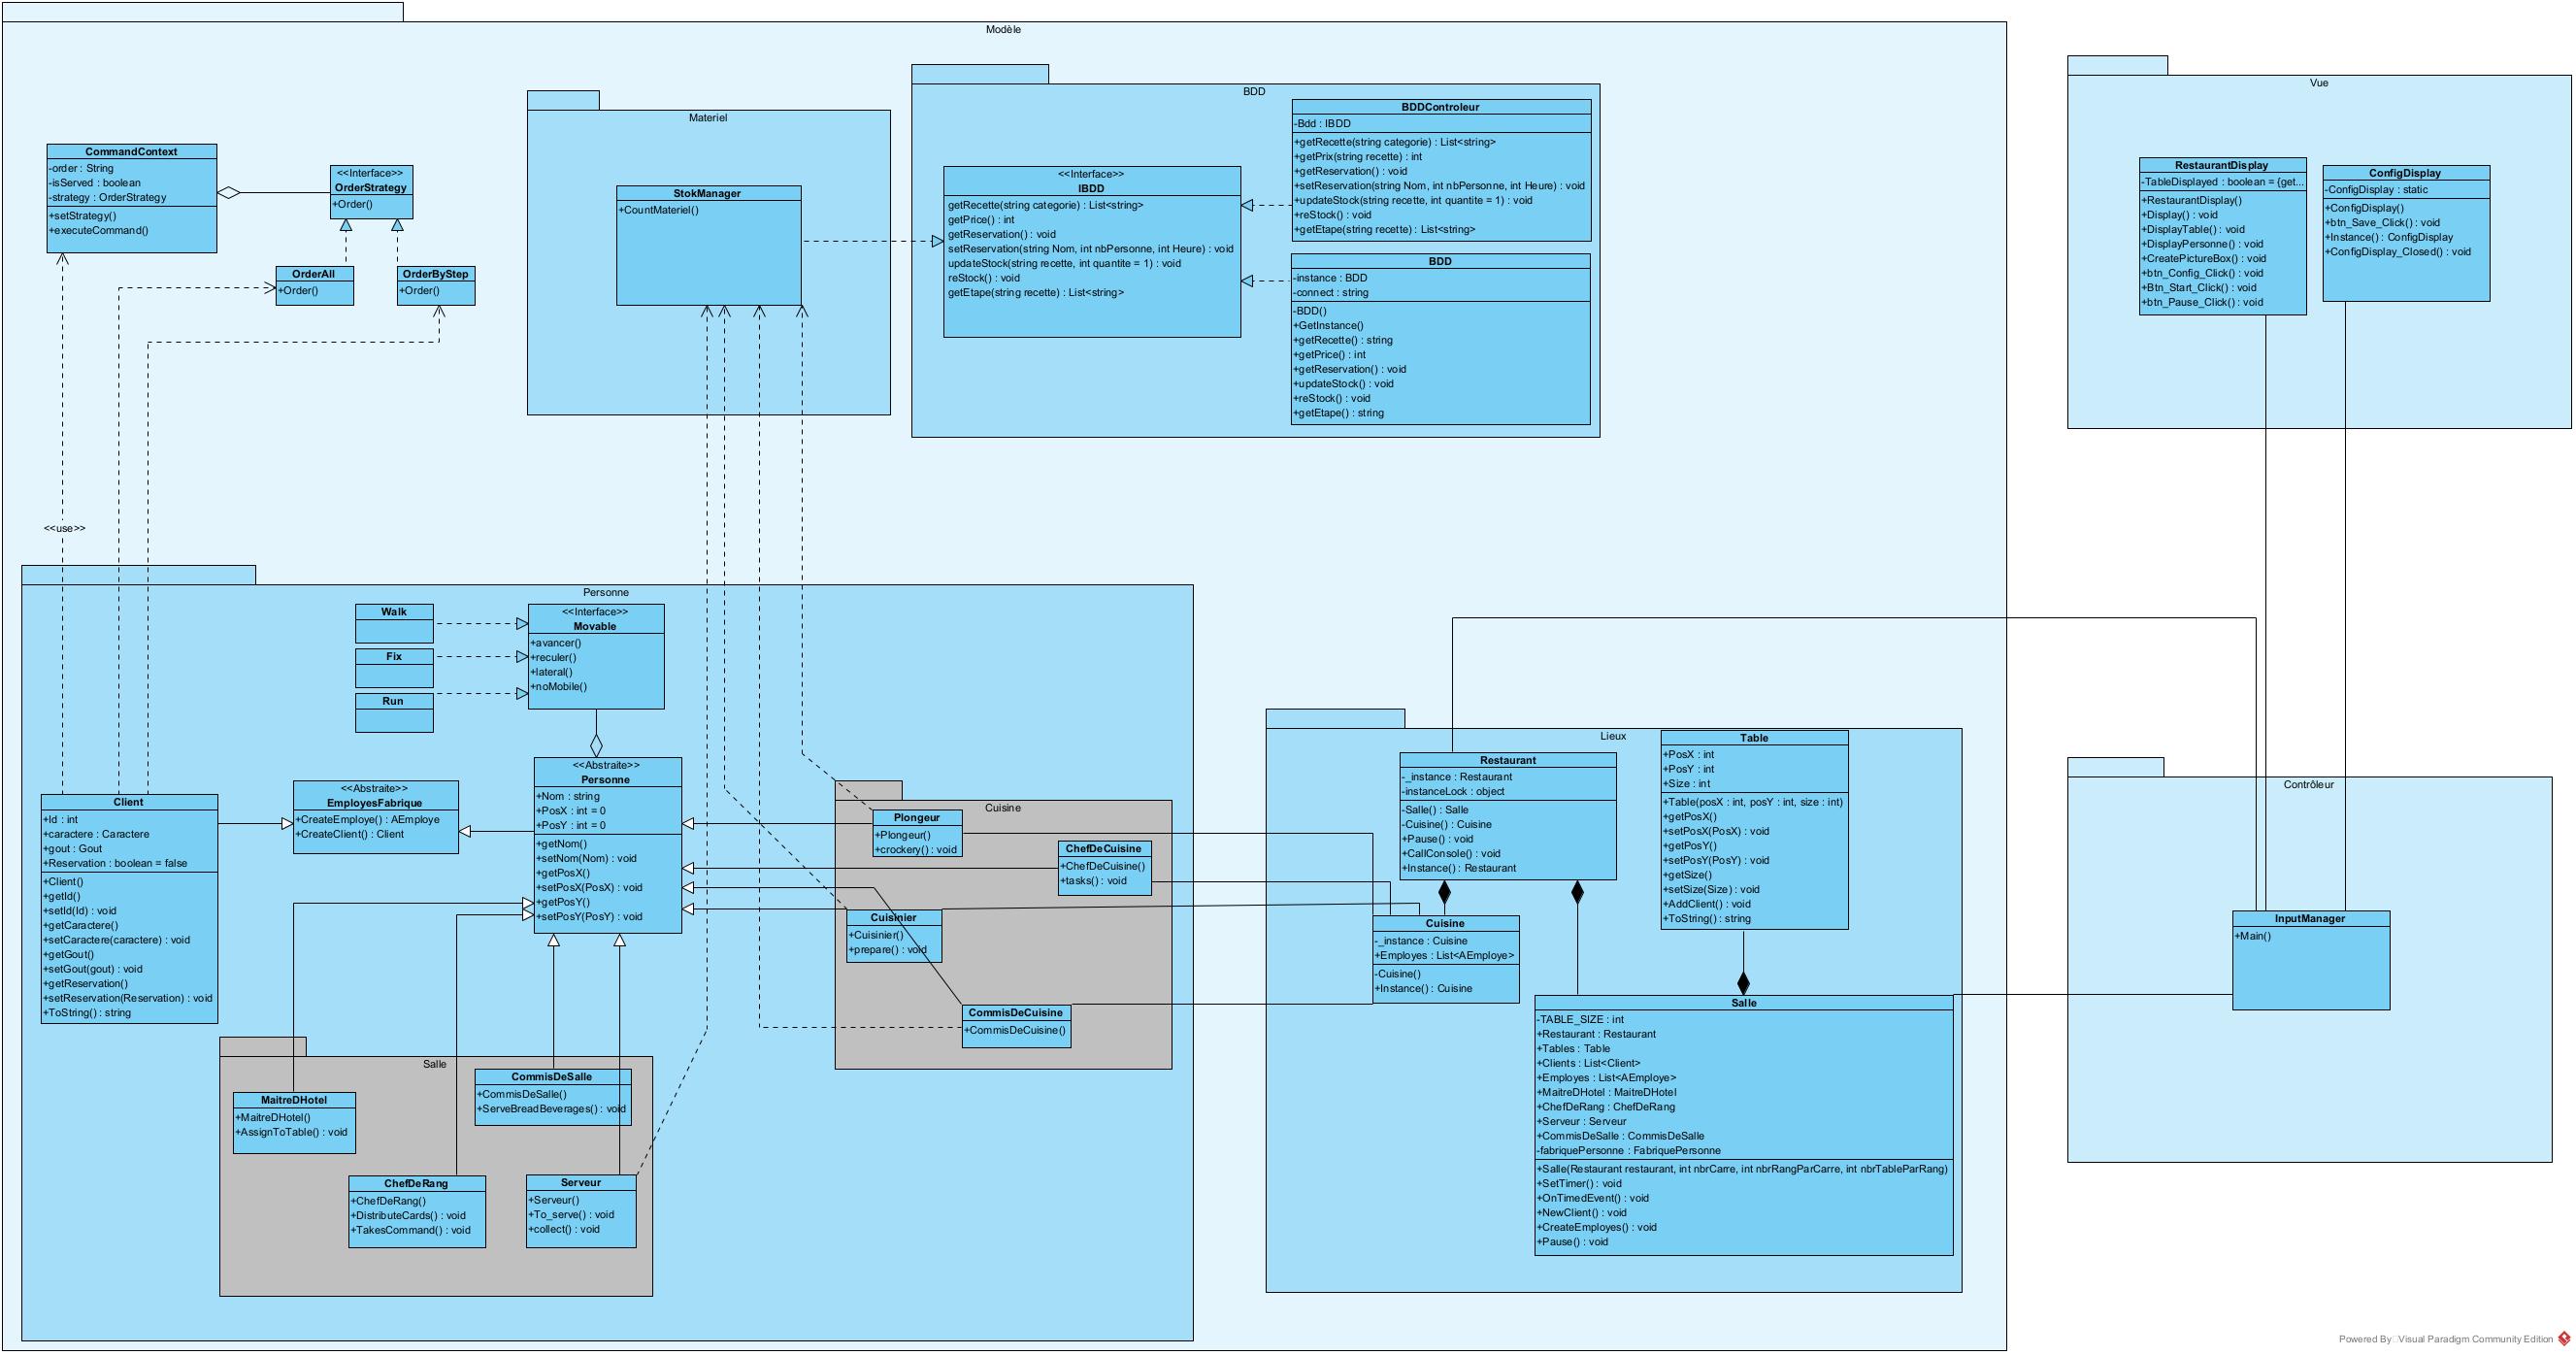 Modèle
CommandContext
-order : String
-isServed : boolean
-strategy : OrderStrategy
+setStrategy()
+executeCommand()
<<Interface>>
OrderStrategy
+Order()
OrderAll
+Order()
OrderByStep
+Order()
<<use>>
Materiel
StokManager
+CountMateriel()
BDD
<<Interface>>
IBDD
getRecette(string categorie) : List<string>
getPrice() : int
getReservation() : void
setReservation(string Nom, int nbPersonne, int Heure) : void
updateStock(string recette, int quantite = 1) : void
reStock() : void
getEtape(string recette) : List<string>
BDDControleur
-Bdd : IBDD
+getRecette(string categorie) : List<string>
+getPrix(string recette) : int
+getReservation() : void
+setReservation(string Nom, int nbPersonne, int Heure) : void
+updateStock(string recette, int quantite = 1) : void
+reStock() : void
+getEtape(string recette) : List<string>
BDD
-instance : BDD
-connect : string
-BDD()
+GetInstance()
+getRecette() : string
+getPrice() : int
+getReservation() : void
+updateStock() : void
+reStock() : void
+getEtape() : string
Vue
RestaurantDisplay
-TableDisplayed : boolean = {get...
+RestaurantDisplay()
+Display() : void
+DisplayTable() : void
+DisplayPersonne() : void
+CreatePictureBox() : void
+btn_Config_Click() : void
+Btn_Start_Click() : void
+btn_Pause_Click() : void
ConfigDisplay
-ConfigDisplay : static
+ConfigDisplay()
+btn_Save_Click() : void
+Instance() : ConfigDisplay
+ConfigDisplay_Closed() : void
Personne
Walk
Fix
Run
<<Interface>>
Movable
+avancer()
+reculer()
+lateral()
+noMobile()
Client
+Id : int
+caractere : Caractere
+gout : Gout
+Reservation : boolean = false
+Client()
+getId()
+setId(Id) : void
+getCaractere()
+setCaractere(caractere) : void
+getGout()
+setGout(gout) : void
+getReservation()
+setReservation(Reservation) : void
+ToString() : string
<<Abstraite>>
EmployesFabrique
+CreateEmploye() : AEmploye
+CreateClient() : Client
<<Abstraite>>
Personne
+Nom : string
+PosX : int = 0
+PosY : int = 0
+getNom()
+setNom(Nom) : void
+getPosX()
+setPosX(PosX) : void
+getPosY()
+setPosY(PosY) : void
Cuisine
Plongeur
+Plongeur()
+crockery() : void
ChefDeCuisine
+ChefDeCuisine()
+tasks() : void
Cuisinier
+Cuisinier()
+prepare() : void
CommisDeCuisine
+CommisDeCuisine()
Salle
MaitreDHotel
+MaitreDHotel()
+AssignToTable() : void
CommisDeSalle
+CommisDeSalle()
+ServeBreadBeverages() : void
ChefDeRang
+ChefDeRang()
+DistributeCards() : void
+TakesCommand() : void
Serveur
+Serveur()
+To_serve() : void
+collect() : void
Lieux
Restaurant
-_instance : Restaurant
-instanceLock : object
-Salle() : Salle
-Cuisine() : Cuisine
+Pause() : void
+CallConsole() : void
+Instance() : Restaurant
Table
+PosX : int
+PosY : int
+Size : int
+Table(posX : int, posY : int, size : int)
+getPosX()
+setPosX(PosX) : void
+getPosY()
+setPosY(PosY) : void
+getSize()
+setSize(Size) : void
+AddClient() : void
+ToString() : string
Cuisine
-_instance : Cuisine
+Employes : List<AEmploye>
-Cuisine()
+Instance() : Cuisine
Salle
-TABLE_SIZE : int
+Restaurant : Restaurant
+Tables : Table
+Clients : List<Client>
+Employes : List<AEmploye>
+MaitreDHotel : MaitreDHotel
+ChefDeRang : ChefDeRang
+Serveur : Serveur
+CommisDeSalle : CommisDeSalle
-fabriquePersonne : FabriquePersonne
+Salle(Restaurant restaurant, int nbrCarre, int nbrRangParCarre, int nbrTableParRang)
+SetTimer() : void
+OnTimedEvent() : void
+NewClient() : void
+CreateEmployes() : void
+Pause() : void
Contrôleur
InputManager
+Main()
Powered By Visual Paradigm Community Edition